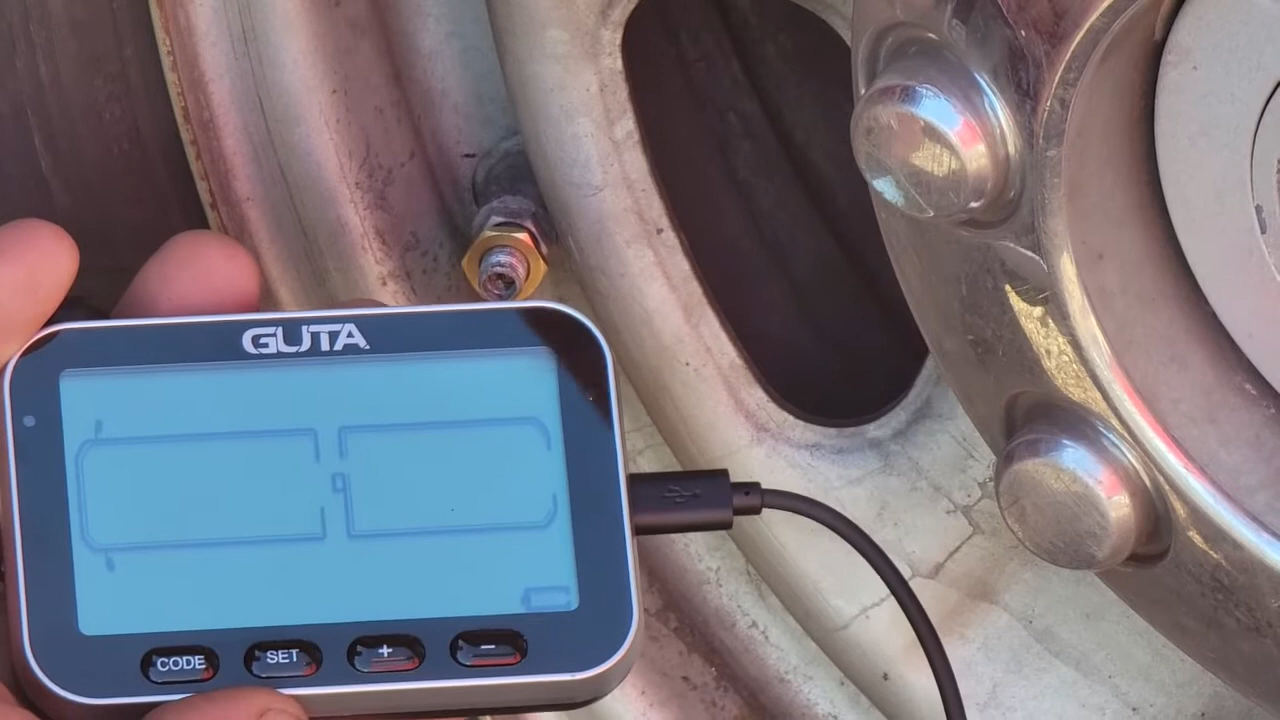 GUTA
CODE SET + −